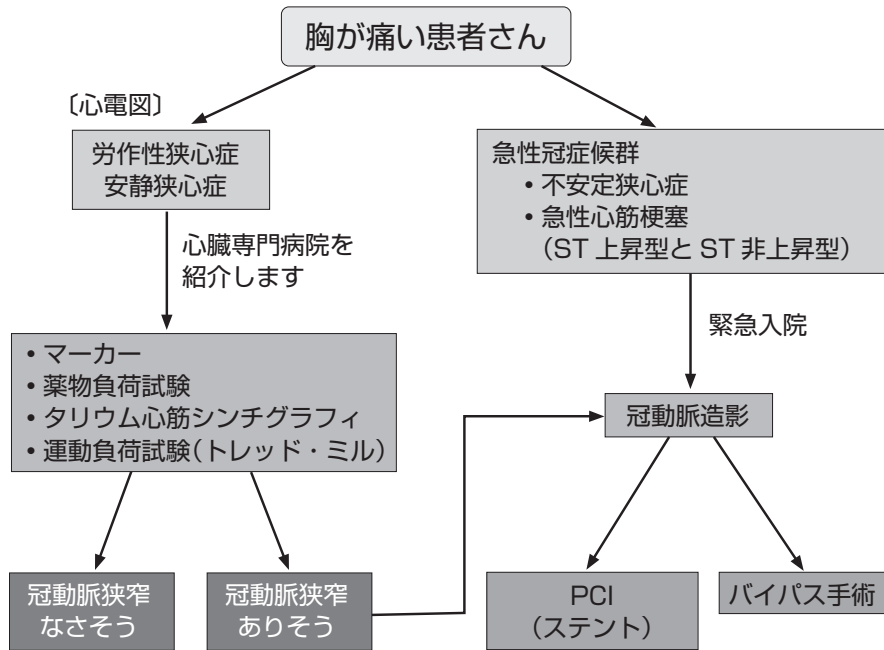 胸が痛い患者さん
〔心電図〕
労作性狭心症
安静狭心症
心臓専門病院を
紹介します
• マーカー
• 薬物負荷試験
• タリウム心筋シンチグラフィ
• 運動負荷試験（トレッド・ミル）
冠動脈狭窄
なさそう
冠動脈狭窄
ありそう
急性冠症候群
• 不安定狭心症
• 急性心筋梗塞
（ST 上昇型と ST 非上昇型）
緊急入院
冠動脈造影
PCI
（ステント）
バイパス手術